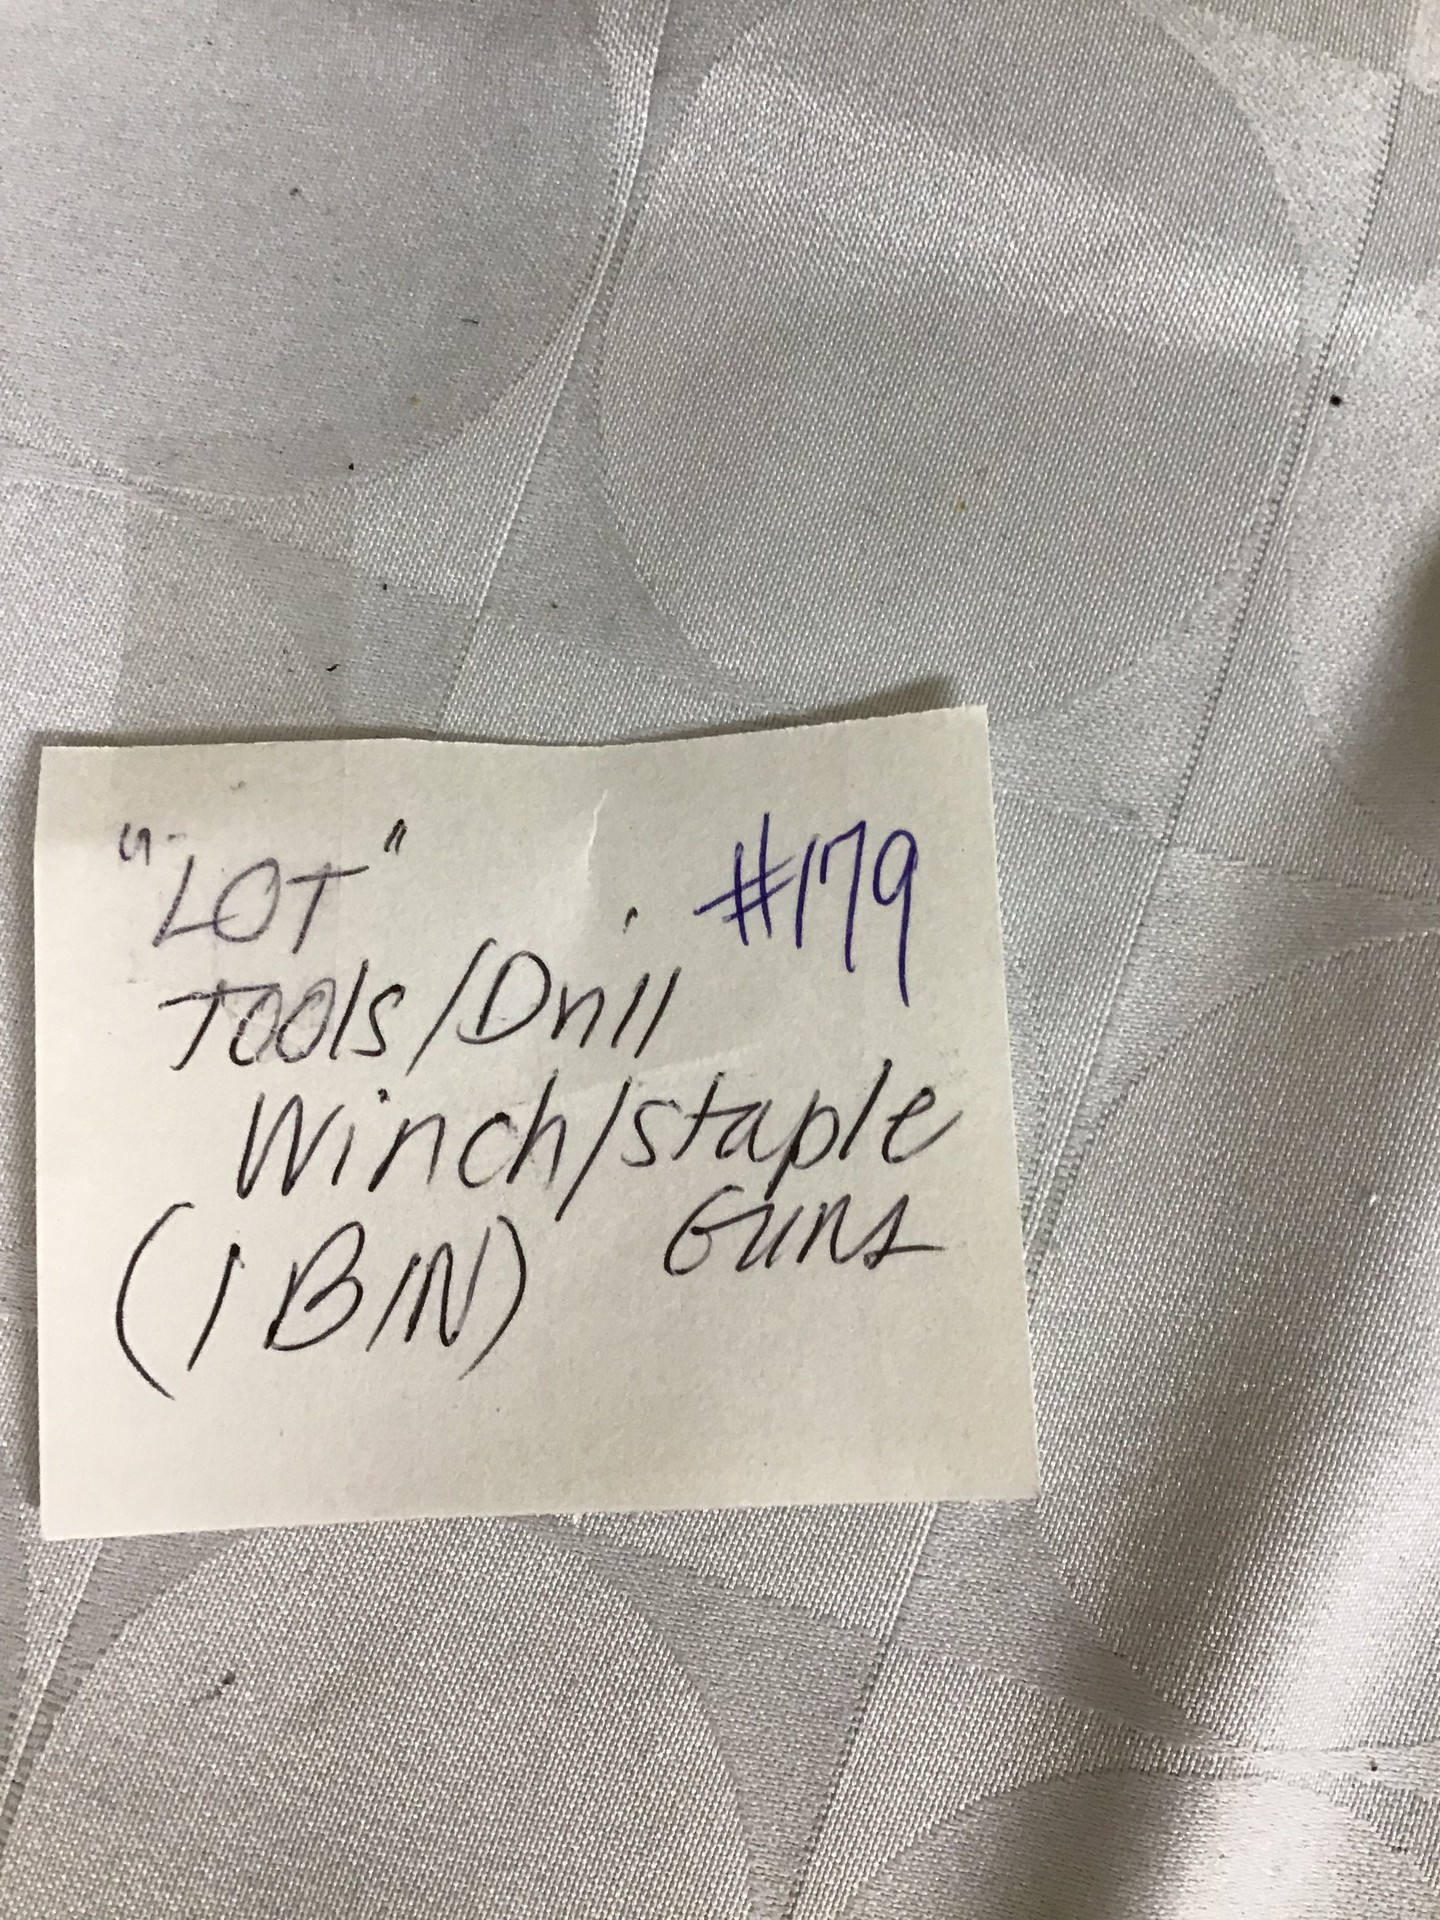 "LOT" #179
Tools/Drill
Winch/staple
(1 BIN) Guns